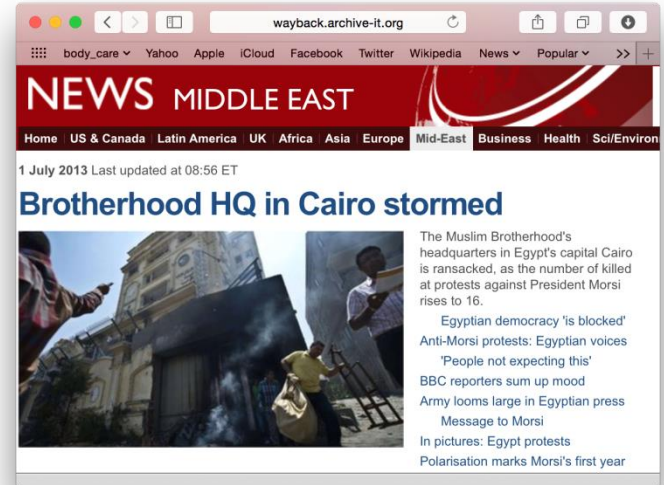 wayback.archive-it.org
body_care Yahoo Apple iCloud Facebook Twitter Wikipedia News Popular >> +
NEWS MIDDLE EAST
Home US & Canada Latin America UK Africa Asia Europe Mid-East Business Health Sci/Environ
1 July 2013 Last updated at 08:56 ET
Brotherhood HQ in Cairo stormed
The Muslim Brotherhood's
headquarters in Egypt's capital Cairo
is ransacked, as the number of killed
at protests against President Morsi
rises to 16.
Egyptian democracy 'is blocked'
Anti-Morsi protests: Egyptian voices
'People not expecting this'
BBC reporters sum up mood
Army looms large in Egyptian press
Message to Morsi
In pictures: Egypt protests
Polarisation marks Morsi's first year